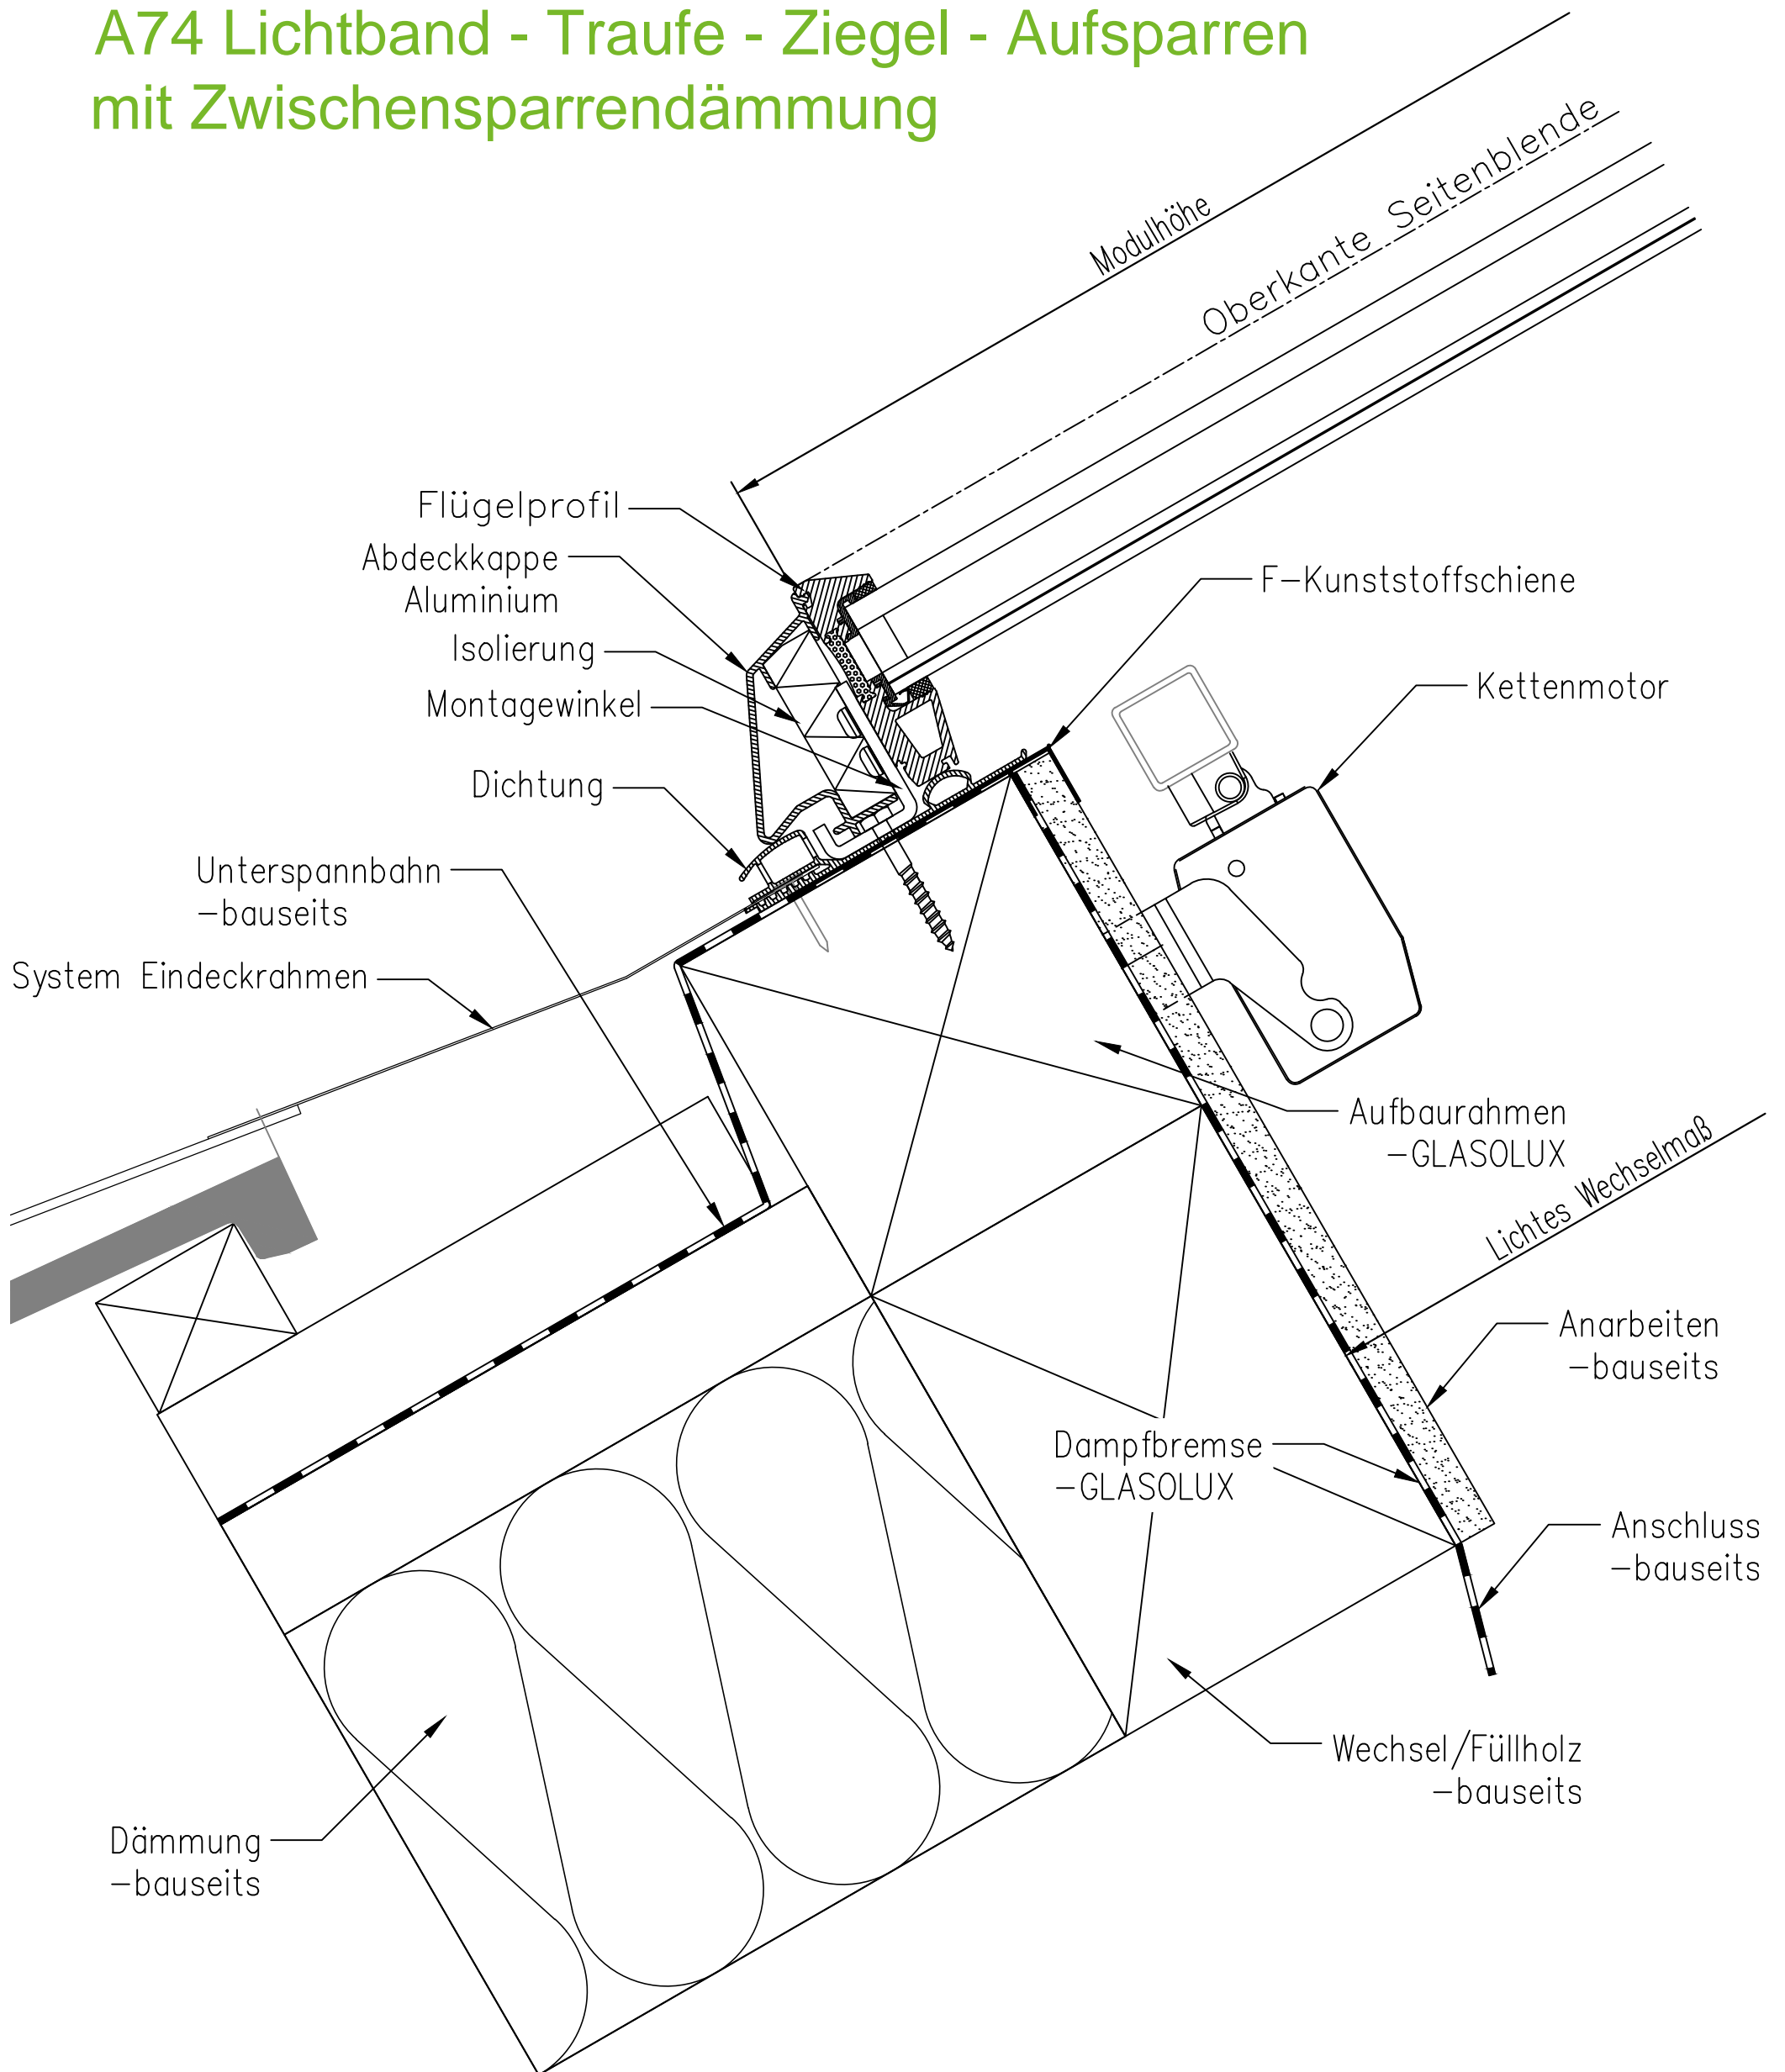 A74 Lichtband - Traufe - Ziegel - Aufsparren
mit Zwischensparrendämmung
Modulhöhe
Oberkante Seitenblende
Flügelprofil
Abdeckkappe
Aluminium
Isolierung
Montagewinkel
Dichtung
Unterspannbahn
-bauseits
System Eindeckrahmen
F-Kunststoffschiene
Kettenmotor
Aufbaurahmen
-GLASOLUX
Lichtes Wechselmaß
Anarbeiten
-bauseits
Dampfbremse
-GLASOLUX
Anschluss
-bauseits
Wechsel/Füllholz
-bauseits
Dämmung
-bauseits